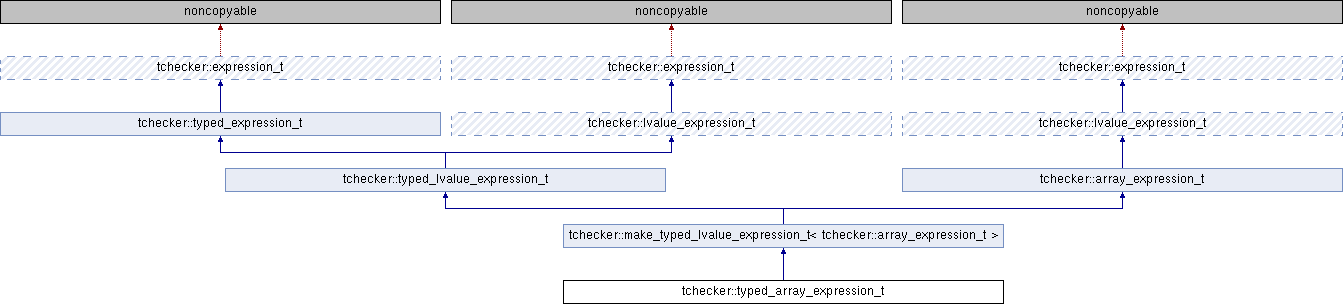 noncopyable
noncopyable
noncopyable
tchecker::expression_t
tchecker::expression_t
tchecker::expression_t
tchecker::typed_expression_t
tchecker::lvalue_expression_t
tchecker::lvalue_expression_t
tchecker::typed_lvalue_expression_t
tchecker::array_expression_t
tchecker::make_typed_lvalue_expression_t< tchecker::array_expression_t >
tchecker::typed_array_expression_t